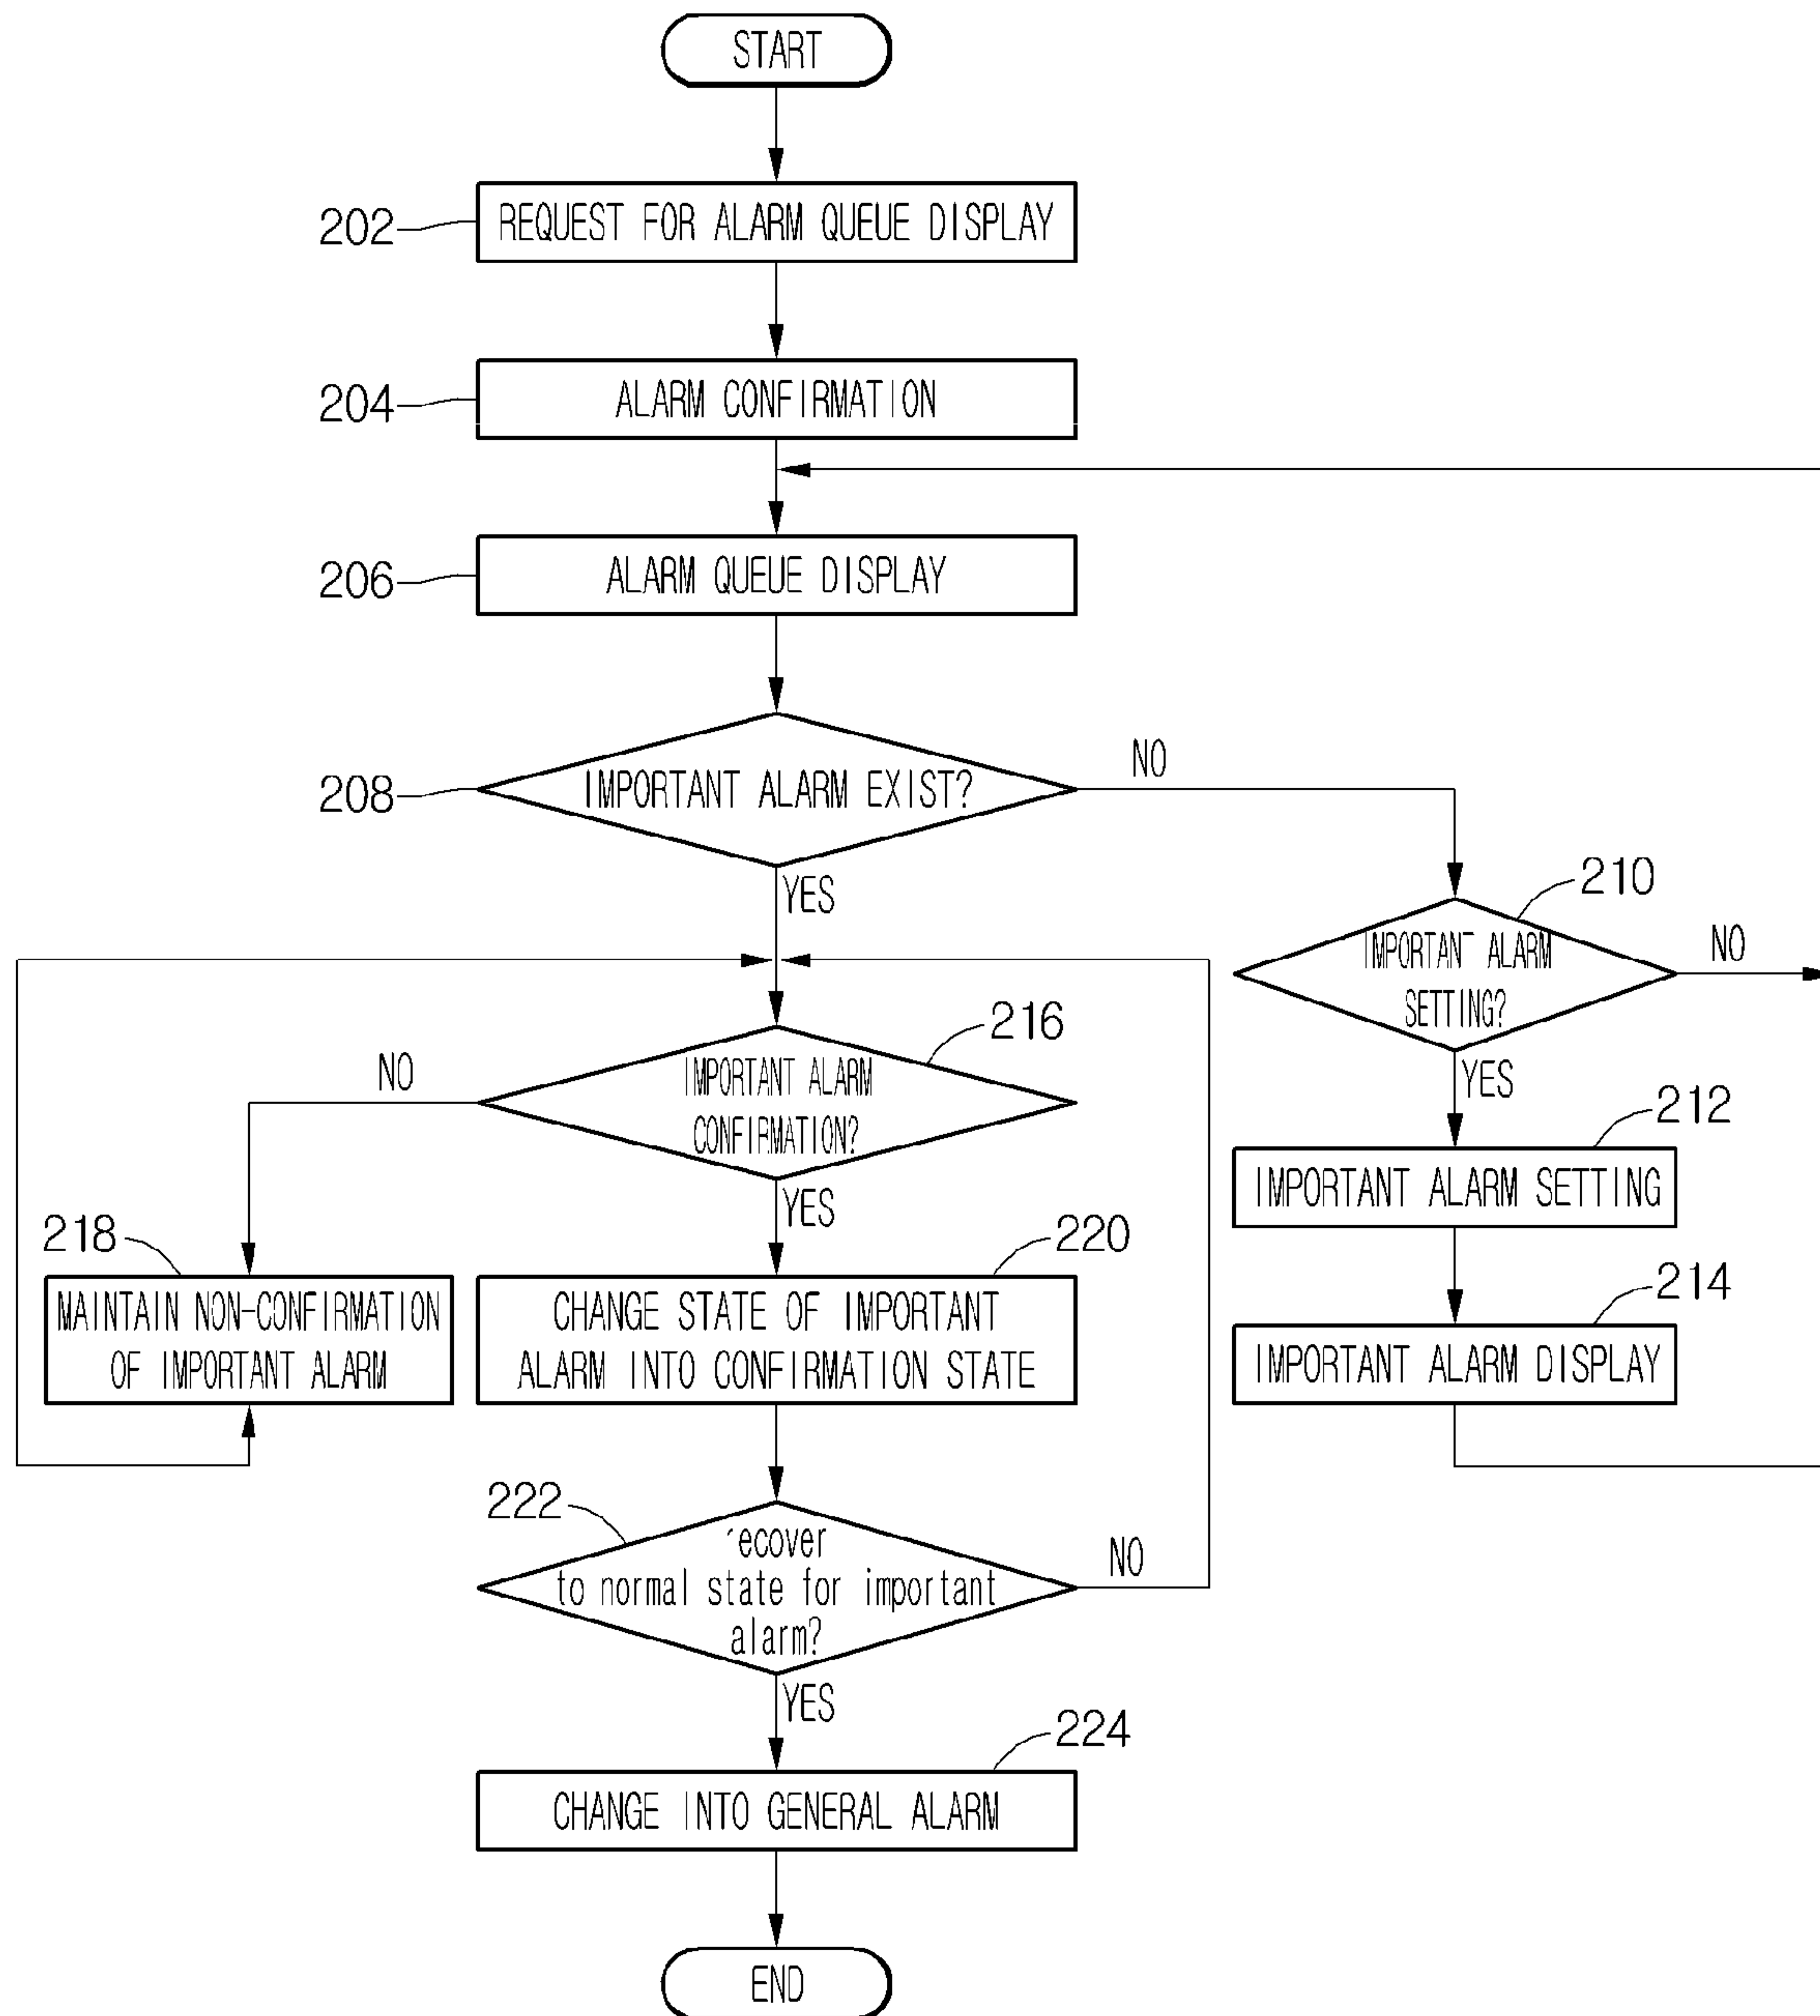 START
202
REQUEST FOR ALARM QUEUE DISPLAY
204
ALARM CONFIRMATION
206
ALARM QUEUE DISPLAY
208
IMPORTANT ALARM EXIST?
NO
YES
210
IMPORTANT ALARM
SETTING?
NO
YES
216
IMPORTANT ALARM
CONFIRMATION?
NO
YES
212
IMPORTANT ALARM SETTING
218
MAINTAIN NON-CONFIRMATION
OF IMPORTANT ALARM
220
CHANGE STATE OF IMPORTANT
ALARM INTO CONFIRMATION STATE
214
IMPORTANT ALARM DISPLAY
222
recover
to normal state for important
alarm?
NO
YES
224
CHANGE INTO GENERAL ALARM
END